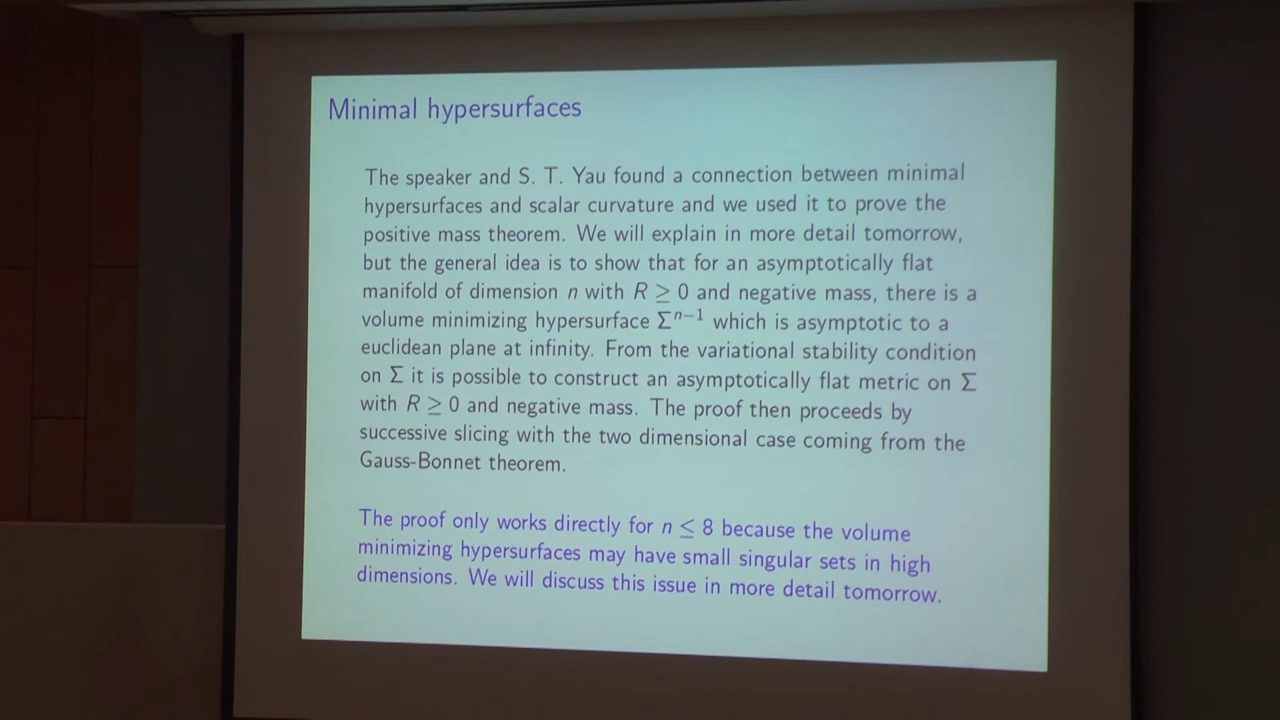 Minimal hypersurfaces
The speaker and S. T. Yau found a connection between minimal
hypersurfaces and scalar curvature and we used it to prove the
positive mass theorem. We will explain in more detail tomorrow,
but the general idea is to show that for an asymptotically flat
manifold of dimension n with R ≥ 0 and negative mass, there is a
volume minimizing hypersurface Σⁿ⁻¹ which is asymptotic to a
euclidean plane at infinity. From the variational stability condition
on Σ it is possible to construct an asymptotically flat metric on Σ
with R ≥ 0 and negative mass. The proof then proceeds by
successive slicing with the two dimensional case coming from the
Gauss-Bonnet theorem.
The proof only works directly for n ≤ 8 because the volume
minimizing hypersurfaces may have small singular sets in high
dimensions. We will discuss this issue in more detail tomorrow.